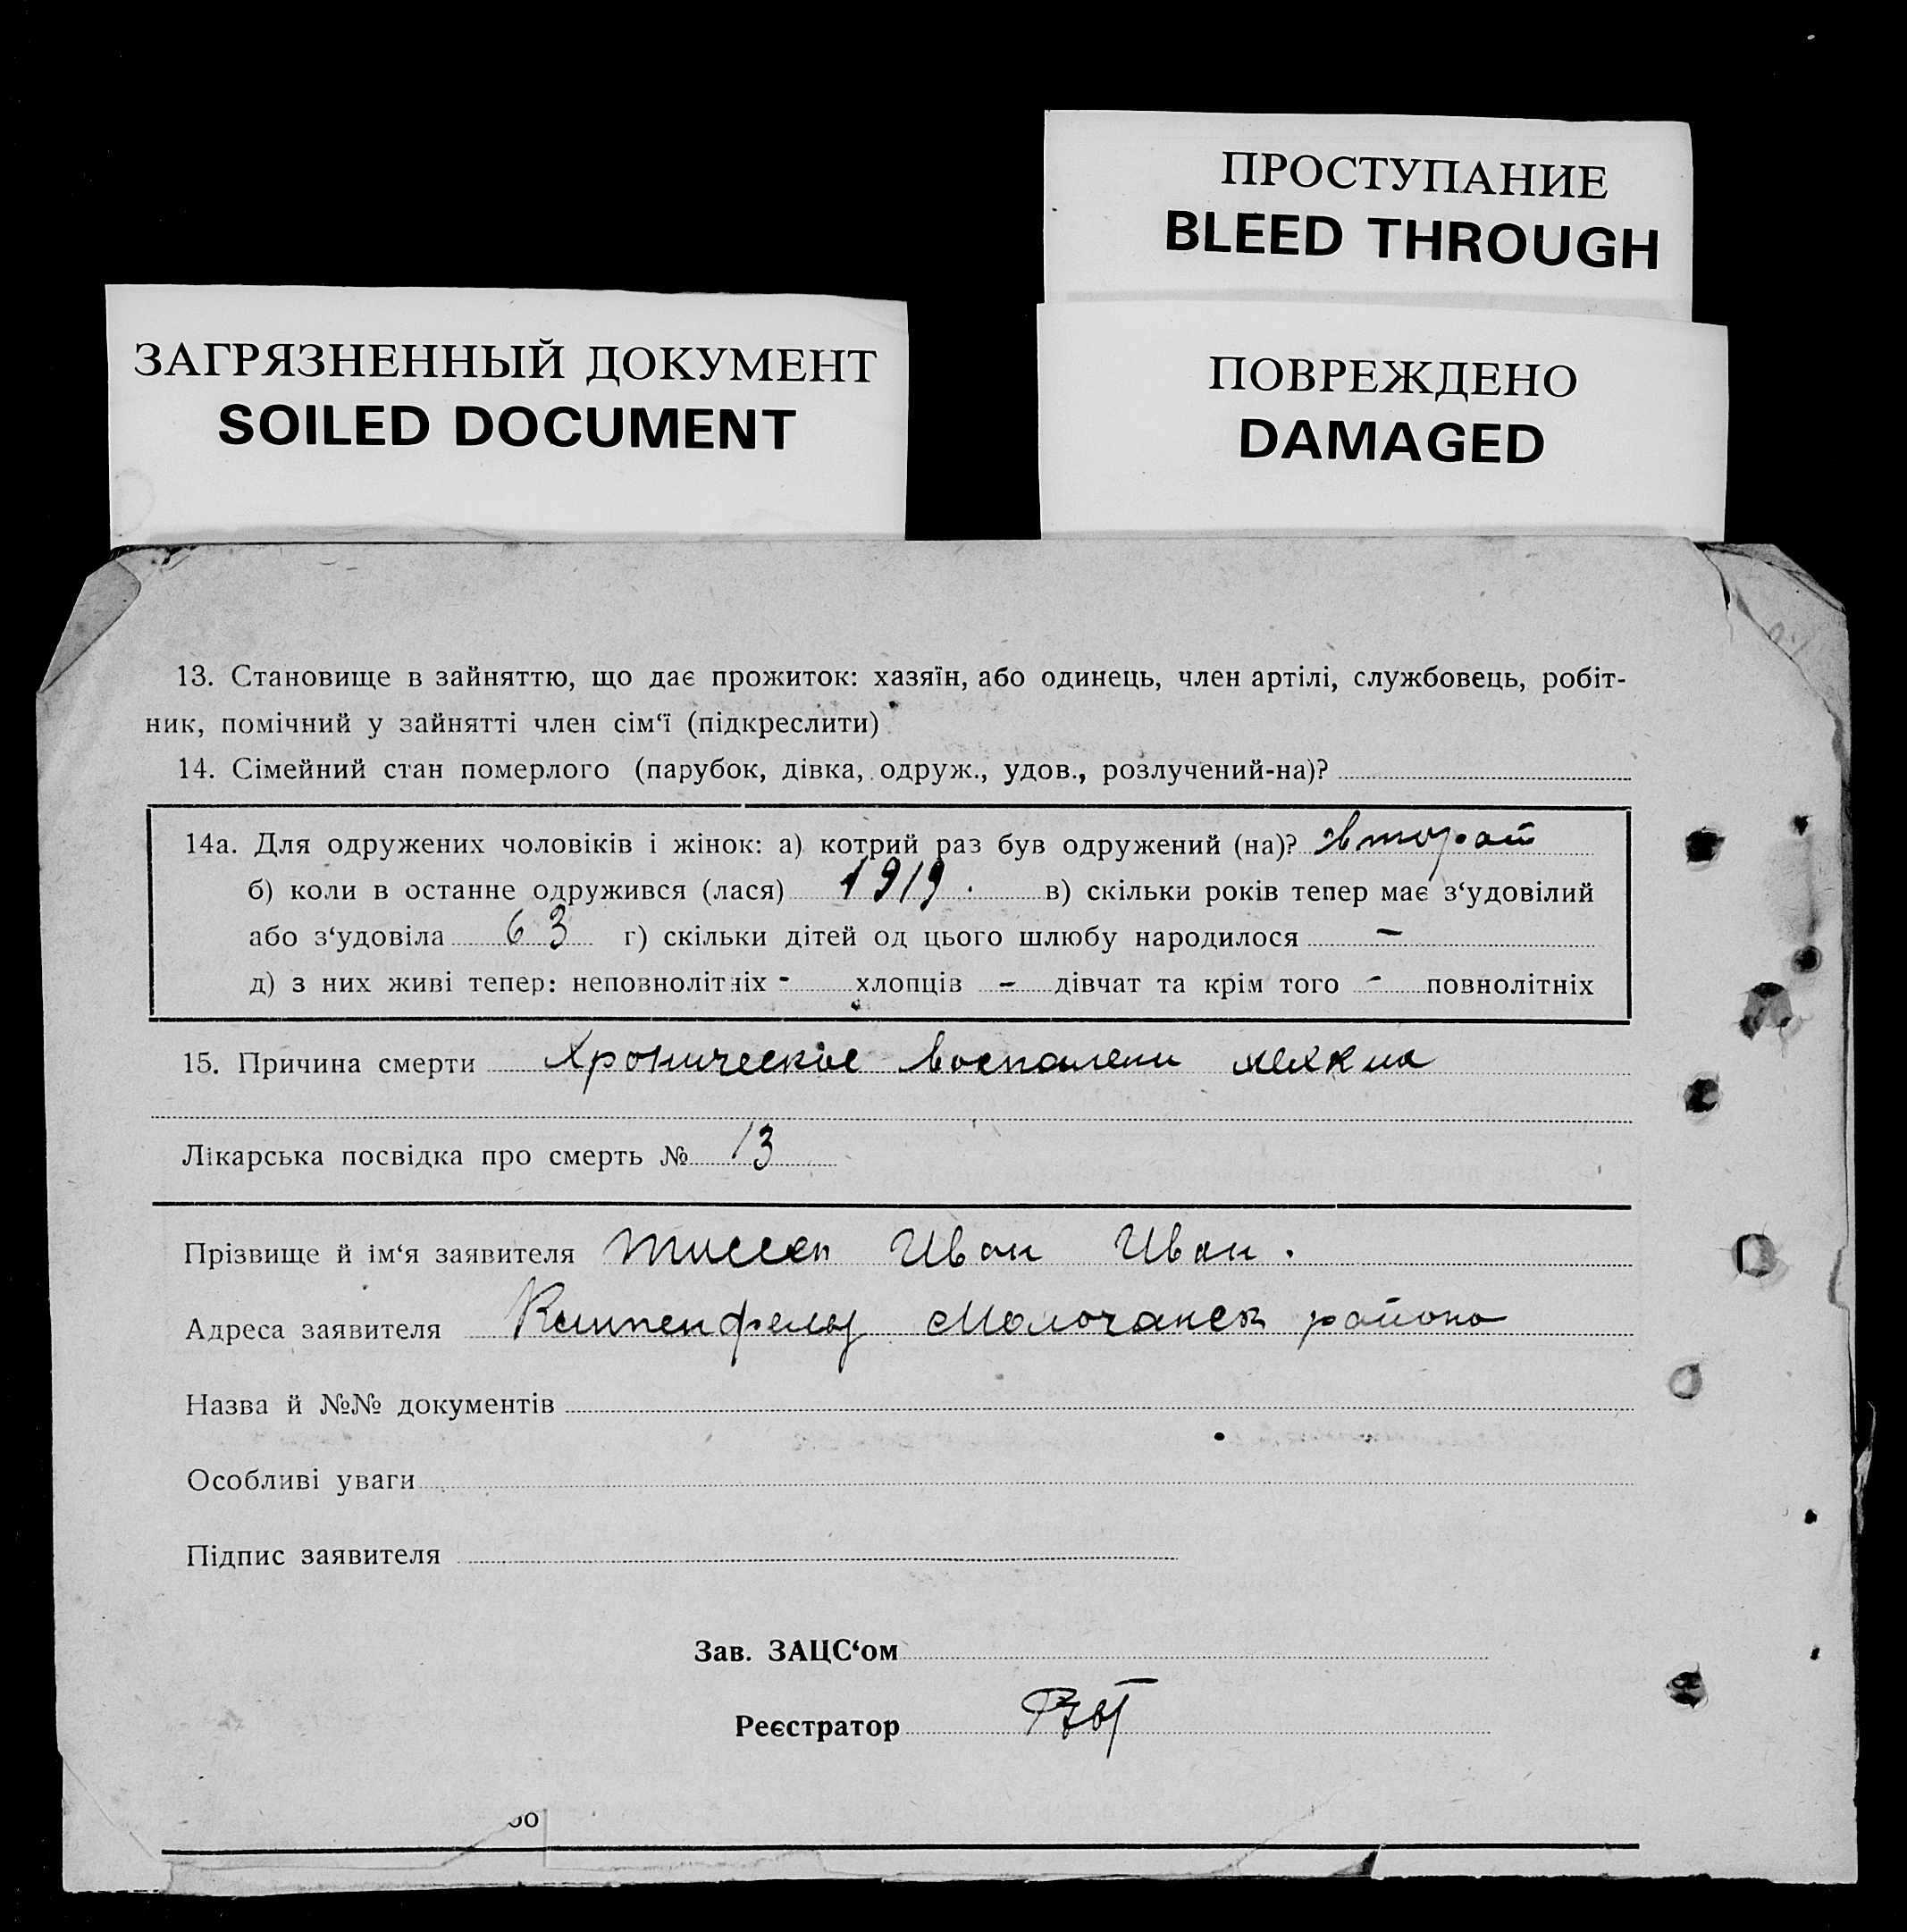 ПРОСТУПАНИЕ
BLEED THROUGH
ЗАГРЯЗНЕННЫЙ ДОКУМЕНТ
SOILED DOCUMENT
ПОВРЕЖДЕНО
DAMAGED
13. Становище в зайняттю, що дає прожиток: хазяїн, або одинець, член артілі, службовець, робіт-
ник, помічний у зайнятті член сім‘ї (підкреслити)
14. Сімейний стан померлого (парубок, дівка, одруж., удов., розлучений-на)?
14а. Для одружених чоловіків і жінок: а) котрий раз був одружений (на)? второй
б) коли в останне одружився (лася) 1919. в) скільки років тепер має з‘удовілий
або з‘удовіла 63 г) скільки дітей од цього шлюбу народилося –
д) з них живі тепер: неповнолітніх - хлопців – дівчат та крім того - повнолітніх
15. Причина смерти Хроническое воспалени
Лікарська посвідка про смерть № 13
Прізвище й ім‘я заявителя Тиссен Иван Иван.
Адреса заявителя Молочанск района
Назва й №№ документів
Особливі уваги
Підпис заявителя
Зав. ЗАЦС‘ом
Реєстратор